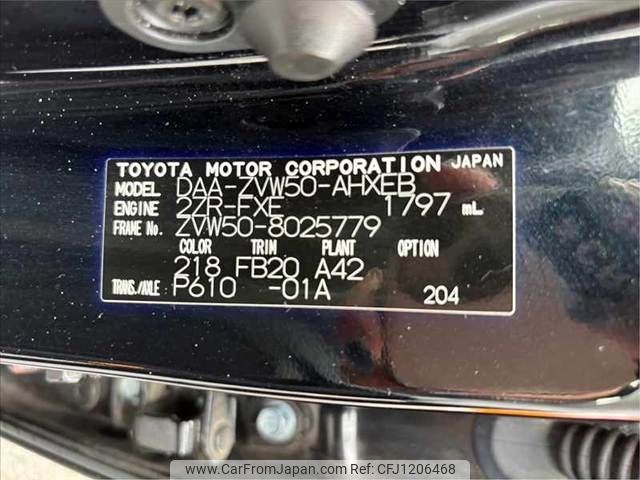 TOYOTA MOTOR CORPORATION JAPAN
MODEL DAA-ZVW50-AHXEB
ENGINE 2ZR-FXE 1797 mL
FRAME No. ZVW50-8025779
COLOR TRIM PLANT OPTION
218 FB20 A42
TRANS./AXLE P610 -01A 204
www.CarFromJapan.com | REF No: CFJ1206468